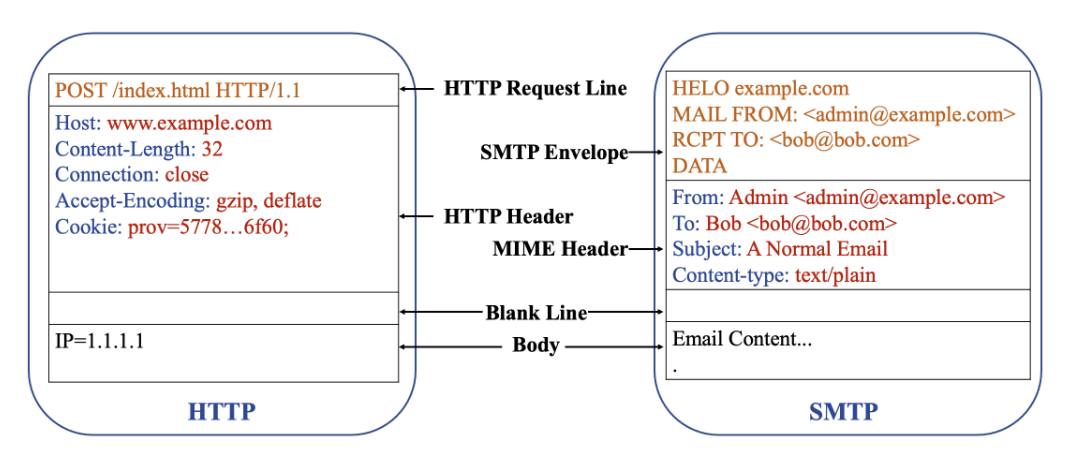 POST /index.html HTTP/1.1
Host: www.example.com
Content-Length: 32
Connection: close
Accept-Encoding: gzip, deflate
Cookie: prov=5778…6f60;
IP=1.1.1.1
HTTP
HTTP Request Line
SMTP Envelope
HTTP Header
MIME Header
Blank Line
Body
HELO example.com
MAIL FROM: <admin@example.com>
RCPT TO: <bob@bob.com>
DATA
From: Admin <admin@example.com>
To: Bob <bob@bob.com>
Subject: A Normal Email
Content-type: text/plain
Email Content...
.
SMTP